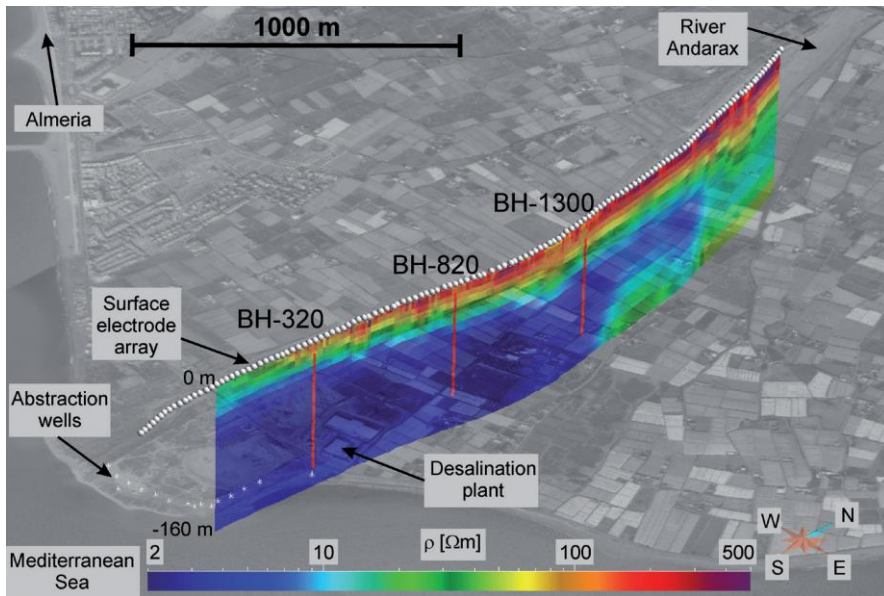 1000 m
River
Andarax
Almeria
BH-1300
BH-820
BH-320
Surface
electrode
array
0 m
Abstraction
wells
Desalination
plant
-160 m
W
N
S
E
Mediterranean
Sea
2
10
ρ [Ωm]
100
500